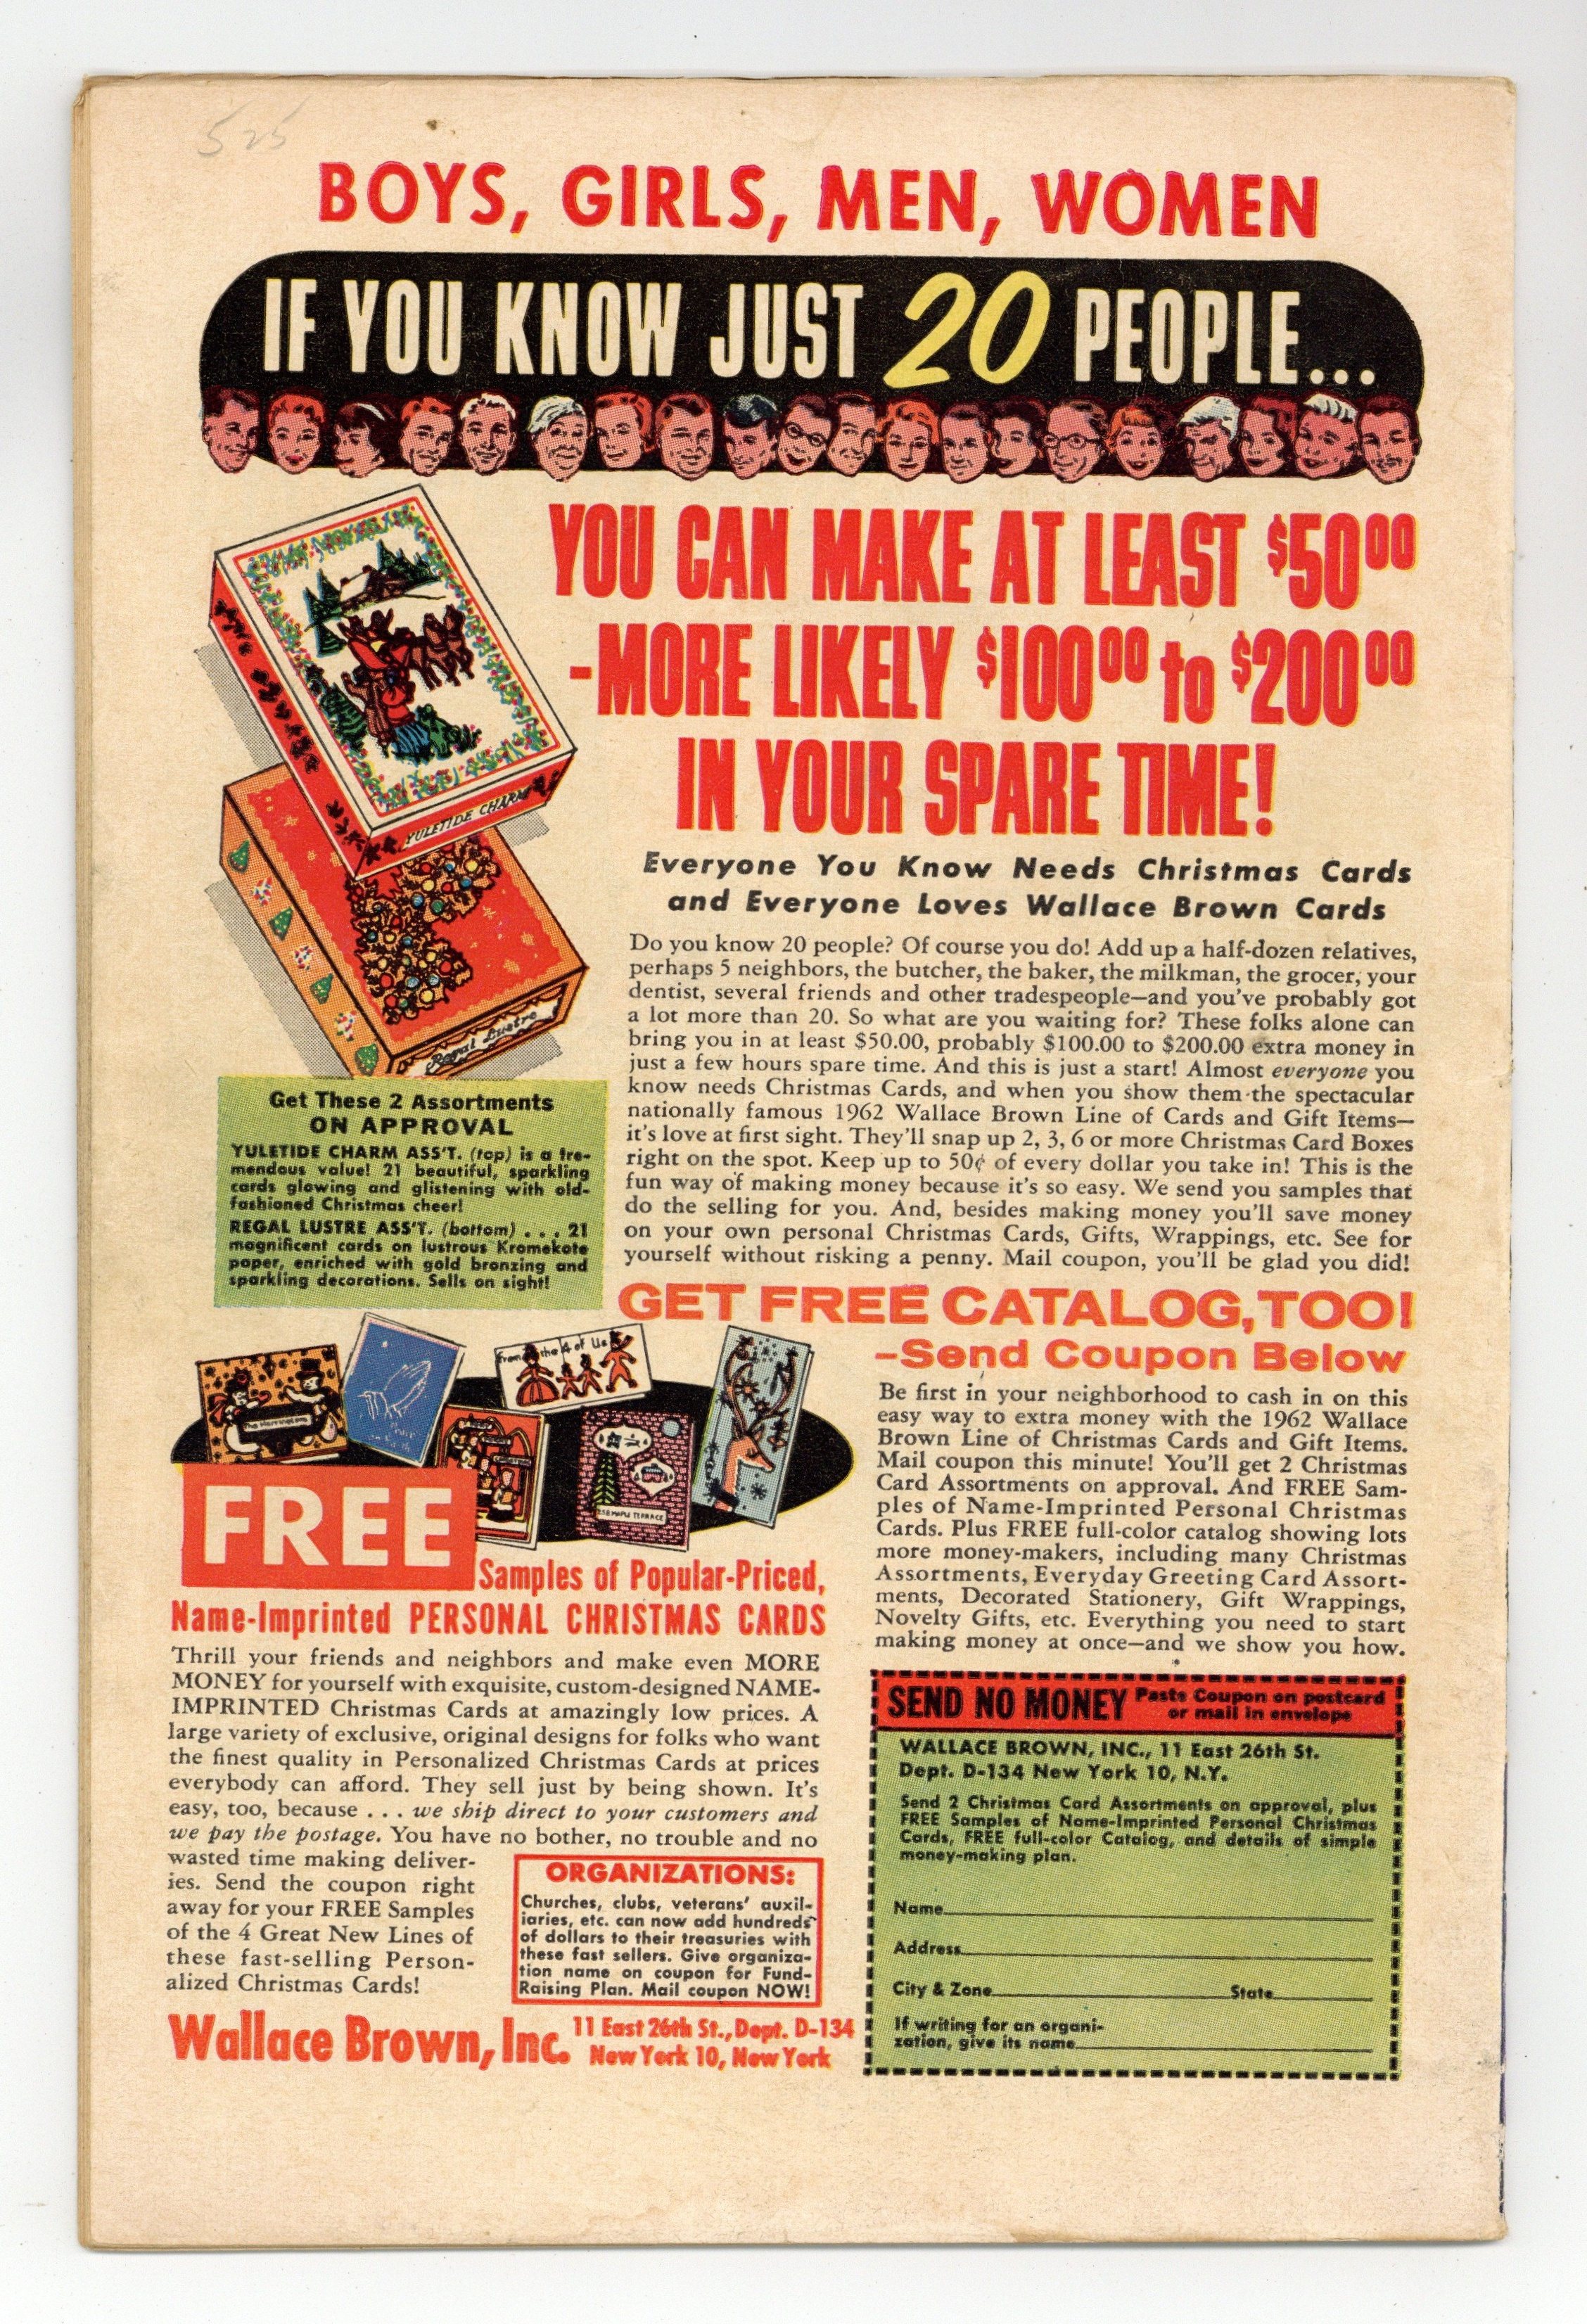 525
BOYS, GIRLS, MEN, WOMEN
IF YOU KNOW JUST 20 PEOPLE...
YOU CAN MAKE AT LEAST $50⁰⁰
-MORE LIKELY $100⁰⁰ to $200⁰⁰
IN YOUR SPARE TIME!
YULETIDE CHARM
Regal Lustre
Everyone You Know Needs Christmas Cards
and Everyone Loves Wallace Brown Cards
Do you know 20 people? Of course you do! Add up a half-dozen relatives,
perhaps 5 neighbors, the butcher, the baker, the milkman, the grocer, your
dentist, several friends and other tradespeople—and you've probably got
a lot more than 20. So what are you waiting for? These folks alone can
bring you in at least $50.00, probably $100.00 to $200.00 extra money in
just a few hours spare time. And this is just a start! Almost everyone you
know needs Christmas Cards, and when you show them the spectacular
nationally famous 1962 Wallace Brown Line of Cards and Gift Items—
it's love at first sight. They'll snap up 2, 3, 6 or more Christmas Card Boxes
right on the spot. Keep up to 50¢ of every dollar you take in! This is the
fun way of making money because it's so easy. We send you samples that
do the selling for you. And, besides making money you'll save money
on your own personal Christmas Cards, Gifts, Wrappings, etc. See for
yourself without risking a penny. Mail coupon, you'll be glad you did!
Get These 2 Assortments
ON APPROVAL
YULETIDE CHARM ASS'T. (top) is a tre-
mendous value! 21 beautiful, sparkling
cards glowing and glistening with old-
fashioned Christmas cheer!
REGAL LUSTRE ASS'T. (bottom) . . . 21
magnificent cards on lustrous Kromekote
paper, enriched with gold bronzing and
sparkling decorations. Sells on sight!
GET FREE CATALOG, TOO!
-Send Coupon Below
Be first in your neighborhood to cash in on this
easy way to extra money with the 1962 Wallace
Brown Line of Christmas Cards and Gift Items.
Mail coupon this minute! You'll get 2 Christmas
Card Assortments on approval. And FREE Sam-
ples of Name-Imprinted Personal Christmas
Cards. Plus FREE full-color catalog showing lots
more money-makers, including many Christmas
Assortments, Everyday Greeting Card Assort-
ments, Decorated Stationery, Gift Wrappings,
Novelty Gifts, etc. Everything you need to start
making money at once—and we show you how.
The Harringtons
Peace on Earth
From the 4 of Us
MAPLE TERRACE
FREE
Samples of Popular-Priced,
Name-Imprinted PERSONAL CHRISTMAS CARDS
Thrill your friends and neighbors and make even MORE
MONEY for yourself with exquisite, custom-designed NAME-
IMPRINTED Christmas Cards at amazingly low prices. A
large variety of exclusive, original designs for folks who want
the finest quality in Personalized Christmas Cards at prices
everybody can afford. They sell just by being shown. It's
easy, too, because . . . we ship direct to your customers and
we pay the postage. You have no bother, no trouble and no
wasted time making deliver-
ies. Send the coupon right
away for your FREE Samples
of the 4 Great New Lines of
these fast-selling Person-
alized Christmas Cards!
ORGANIZATIONS:
Churches, clubs, veterans' auxil-
iaries, etc. can now add hundreds
of dollars to their treasuries with
these fast sellers. Give organiza-
tion name on coupon for Fund-
Raising Plan. Mail coupon NOW!
Wallace Brown, Inc. 11 East 26th St., Dept. D-134
New York 10, New York
SEND NO MONEY Paste Coupon on postcard
or mail in envelope
WALLACE BROWN, INC., 11 East 26th St.
Dept. D-134 New York 10, N.Y.
Send 2 Christmas Card Assortments on approval, plus
FREE Samples of Name-Imprinted Personal Christmas
Cards, FREE full-color Catalog, and details of simple
money-making plan.
Name
Address
City & Zone State
If writing for an organi-
zation, give its name